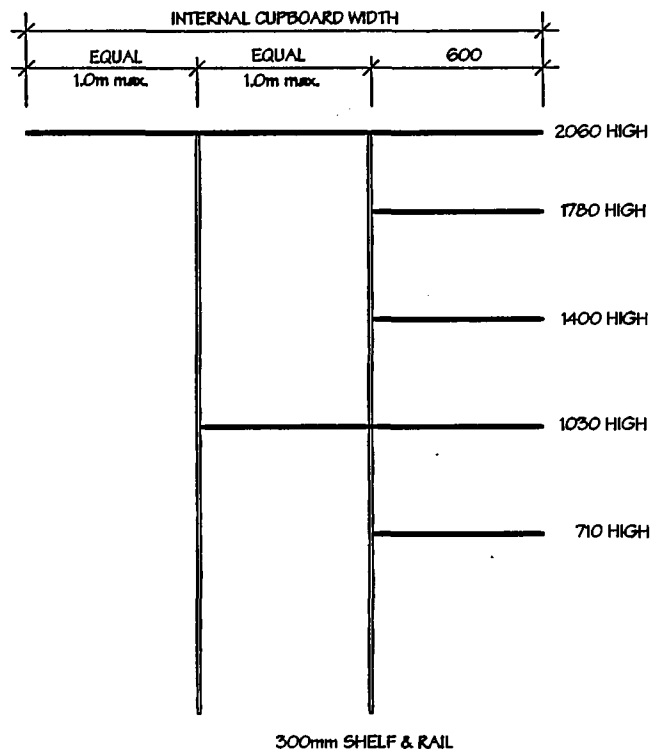 INTERNAL CUPBOARD WIDTH
EQUAL EQUAL 600
1.0m max. 1.0m max.
2060 HIGH
1780 HIGH
1400 HIGH
1030 HIGH
710 HIGH
300mm SHELF & RAIL